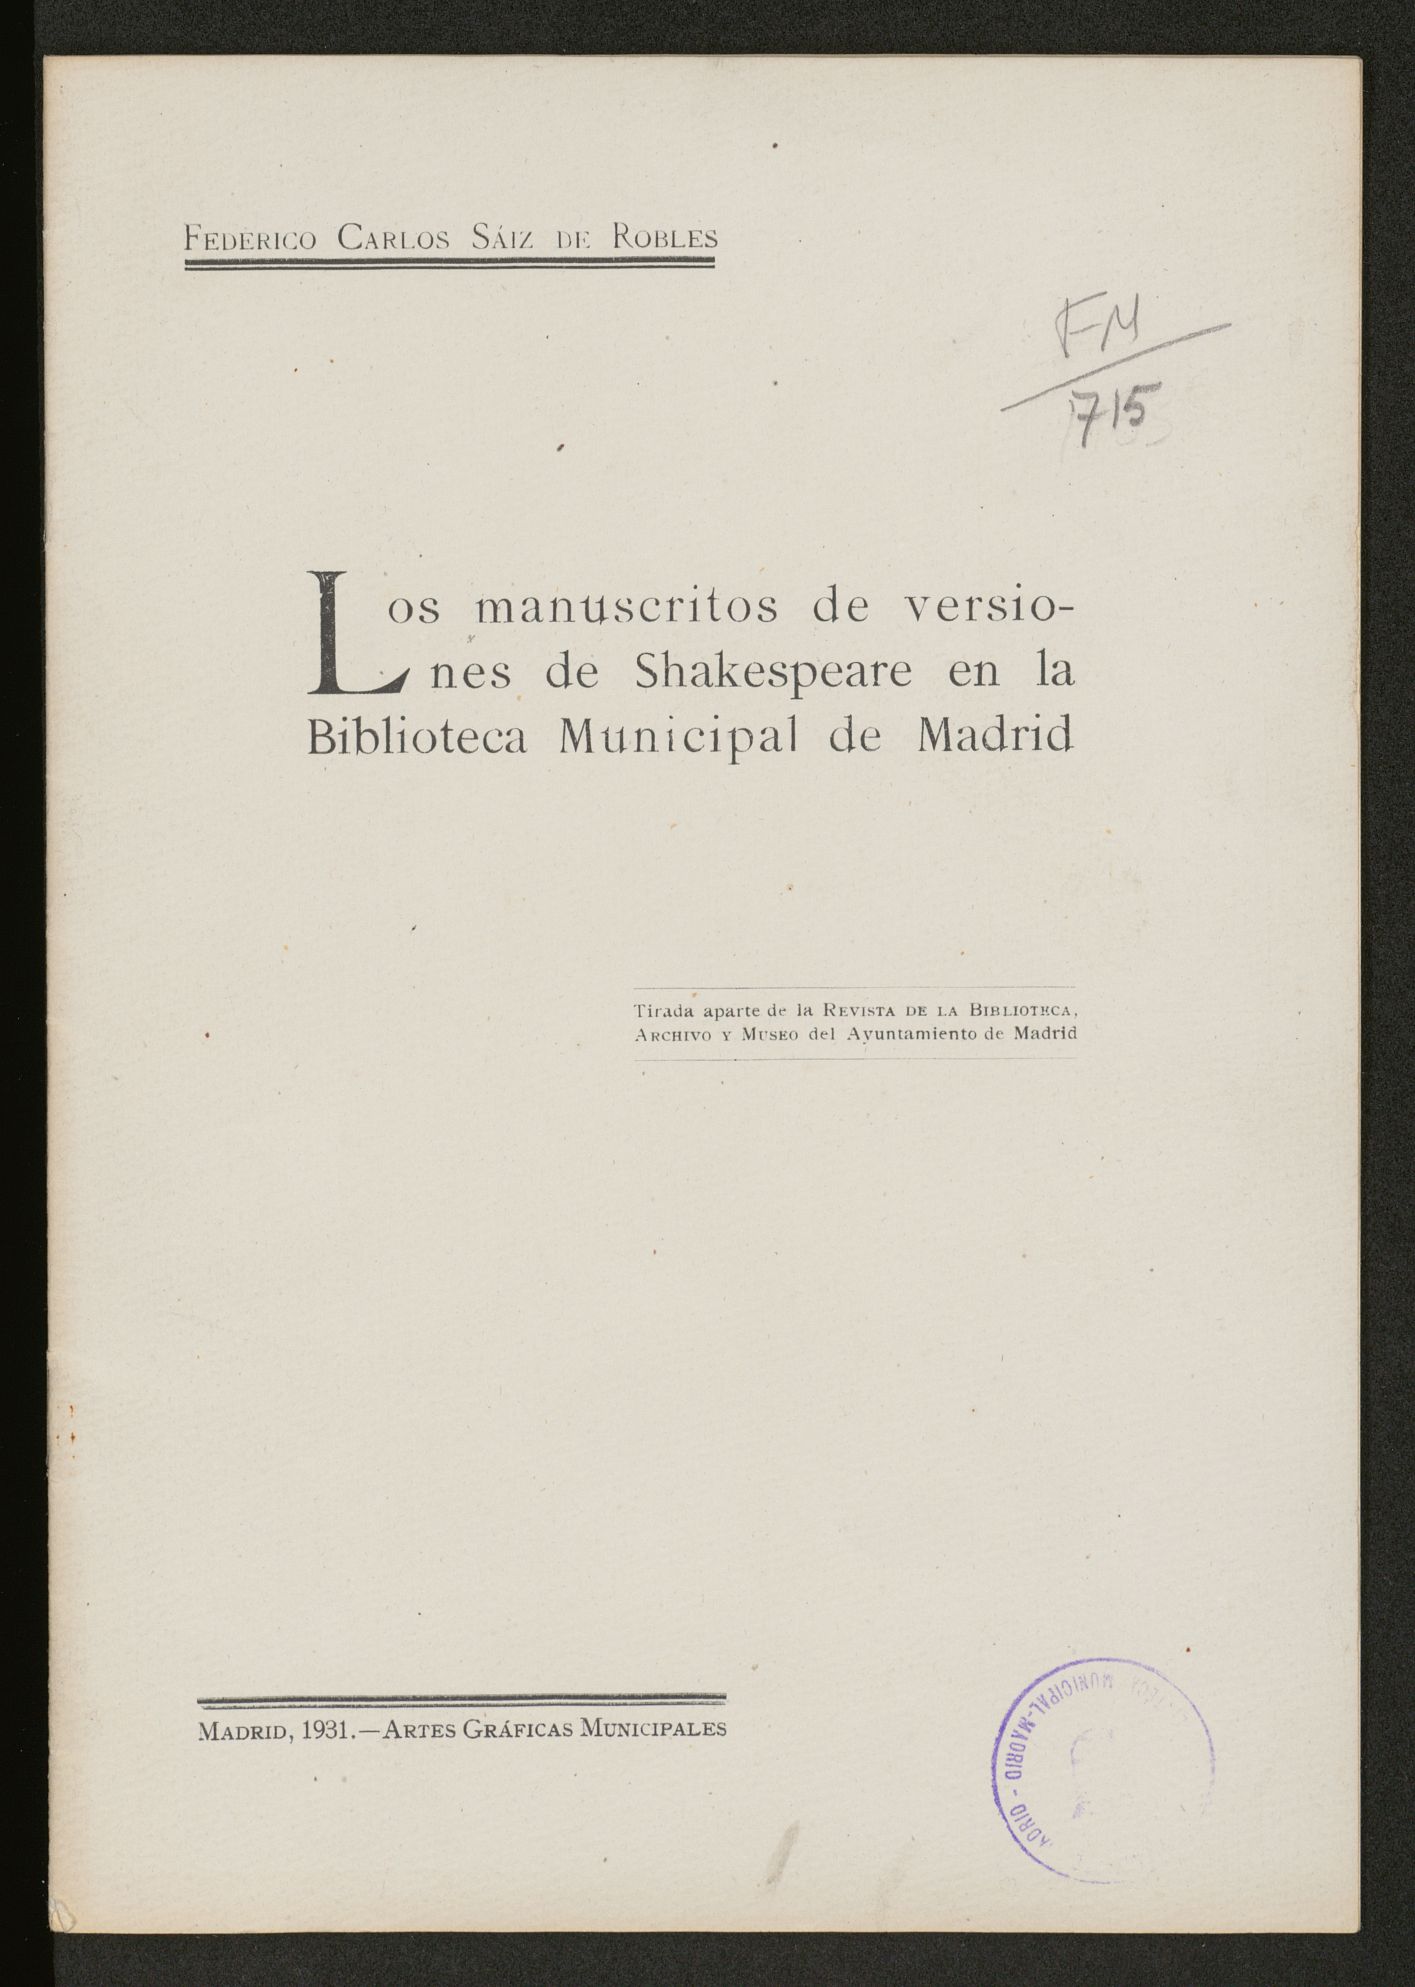 FEDERICO CARLOS SÁIZ DE ROBLES
FM
715
Los manuscritos de versio-
nes de Shakespeare en la
Biblioteca Municipal de Madrid
Tirada aparte de la REVISTA DE LA BIBLIOTECA,
ARCHIVO Y MUSEO del Ayuntamiento de Madrid
MADRID, 1931.—ARTES GRÁFICAS MUNICIPALES
MUNICIPAL-MADRID -